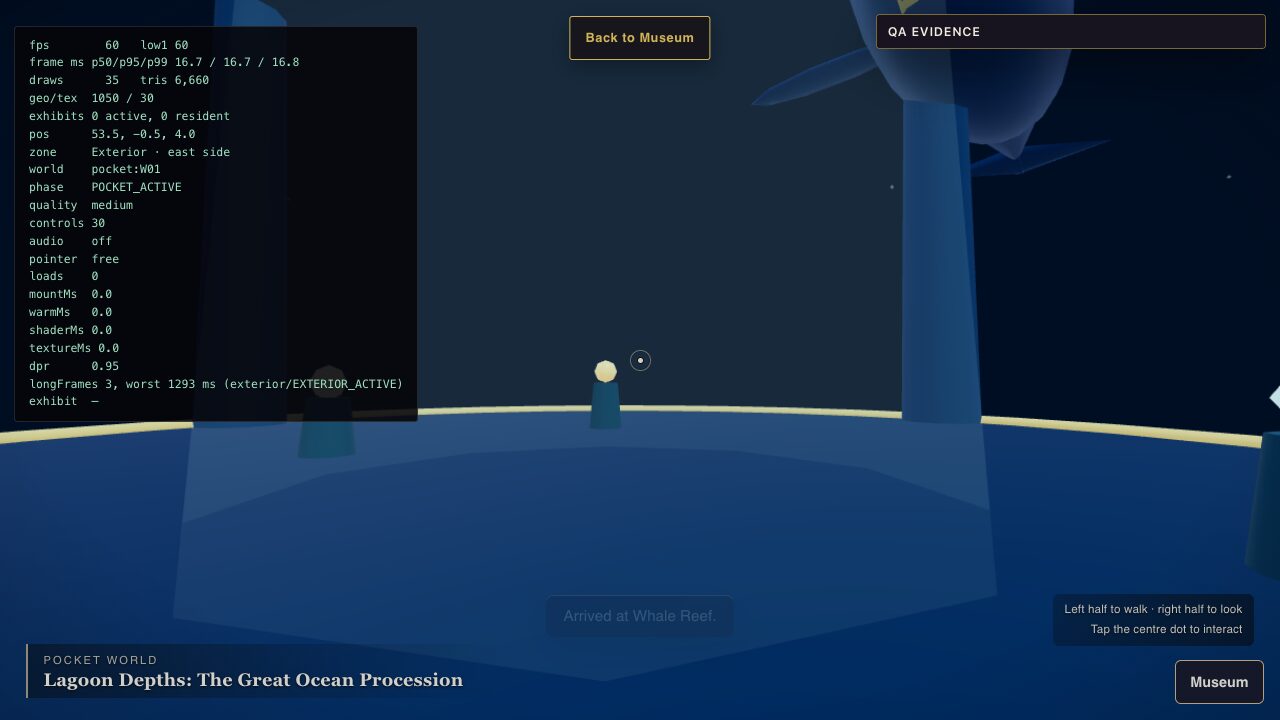 fps 60 low1 60
frame ms p50/p95/p99 16.7 / 16.7 / 16.8
draws 35 tris 6,660
geo/tex 1050 / 30
exhibits 0 active, 0 resident
pos 53.5, −0.5, 4.0
zone Exterior · east side
world pocket:W01
phase POCKET_ACTIVE
quality medium
controls 30
audio off
pointer free
loads 0
mountMs 0.0
warmMs 0.0
shaderMs 0.0
textureMs 0.0
dpr 0.95
longFrames 3, worst 1293 ms (exterior/EXTERIOR_ACTIVE)
exhibit —
Back to Museum
QA EVIDENCE
Arrived at Whale Reef.
Left half to walk · right half to look
Tap the centre dot to interact
POCKET WORLD
Lagoon Depths: The Great Ocean Procession
Museum